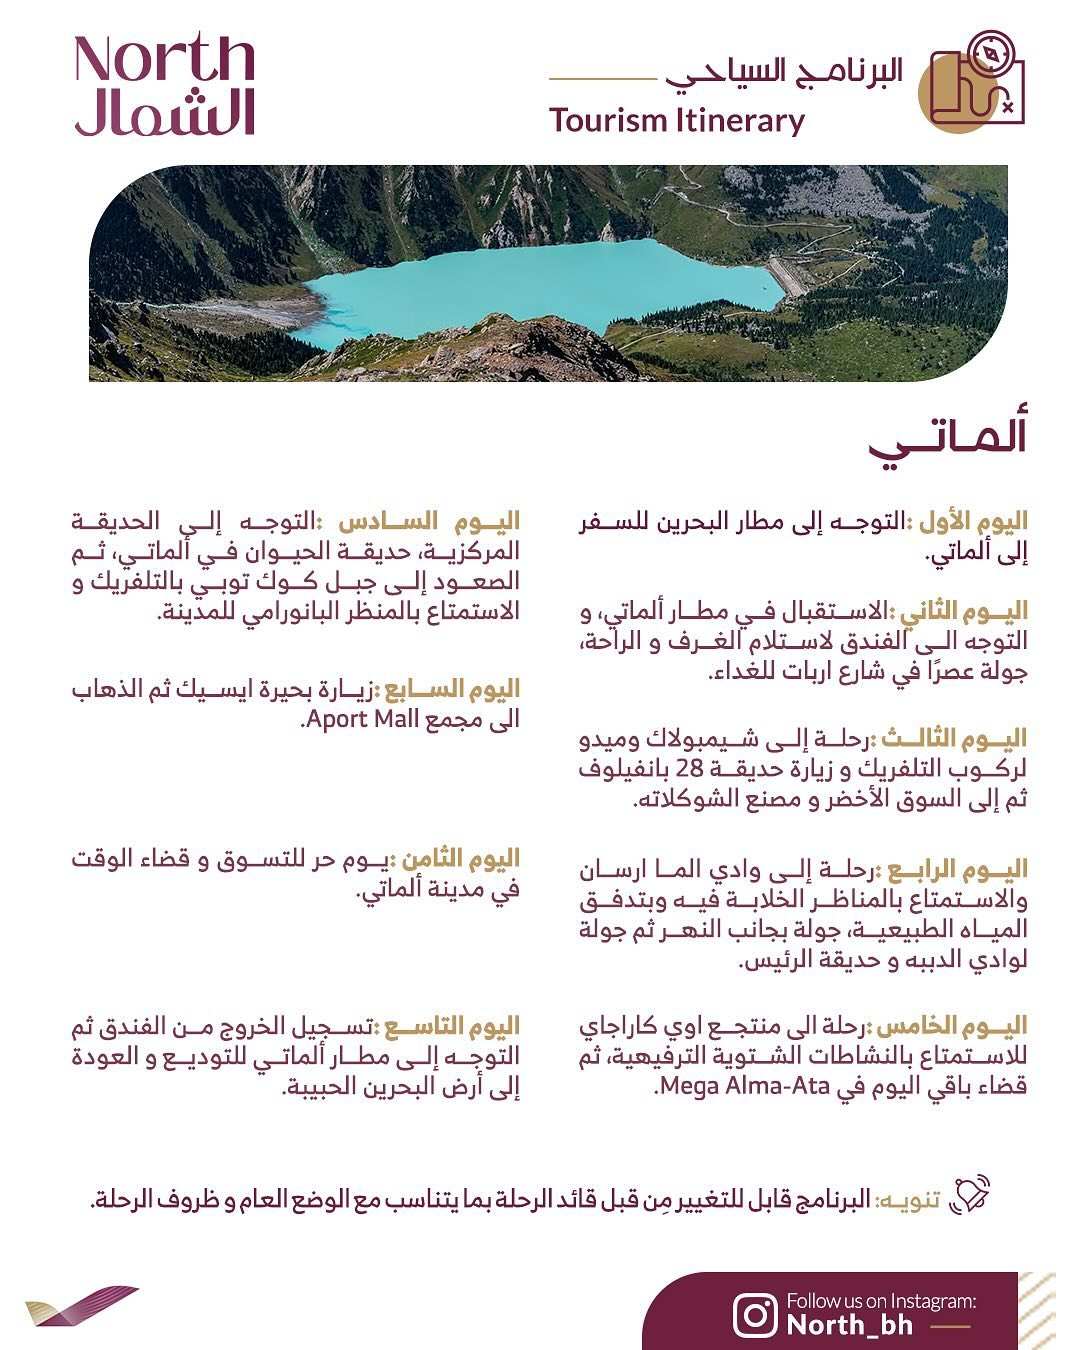 North
الشمال
البرنامج السياحي
Tourism Itinerary
ألماتي
اليوم الأول :التوجه إلى مطار البحرين للسفر
إلى ألماتي.
اليوم الثاني :الاستقبال في مطار ألماتي، و
التوجه الى الفندق لاستلام الغرف و الراحة،
جولة عصرًا في شارع اربات للغداء.
اليوم الثالث :رحلة إلى شيمبولاك وميدو
لركوب التلفريك و زيارة حديقة 28 بانفيلوف
ثم إلى السوق الأخضر و مصنع الشوكلاته.
اليوم الرابع :رحلة إلى وادي الما ارسان
والاستمتاع بالمناظر الخلابة فيه وبتدفق
المياه الطبيعية، جولة بجانب النهر ثم جولة
لوادي الدببه و حديقة الرئيس.
اليوم الخامس :رحلة الى منتجع اوي كاراجاي
للاستمتاع بالنشاطات الشتوية الترفيهية، ثم
قضاء باقي اليوم في Mega Alma-Ata.
اليوم السادس :التوجه إلى الحديقة
المركزية، حديقة الحيوان في ألماتي، ثم
الصعود إلى جبل كوك توبي بالتلفريك و
الاستمتاع بالمنظر البانورامي للمدينة.
اليوم السابع :زيارة بحيرة ايسيك ثم الذهاب
الى مجمع Aport Mall.
اليوم الثامن :يوم حر للتسوق و قضاء الوقت
في مدينة ألماتي.
اليوم التاسع :تسجيل الخروج من الفندق ثم
التوجه إلى مطار ألماتي للتوديع و العودة
إلى أرض البحرين الحبيبة.
تنويه: البرنامج قابل للتغيير مِن قبل قائد الرحلة بما يتناسب مع الوضع العام و ظروف الرحلة.
Follow us on Instagram:
North_bh